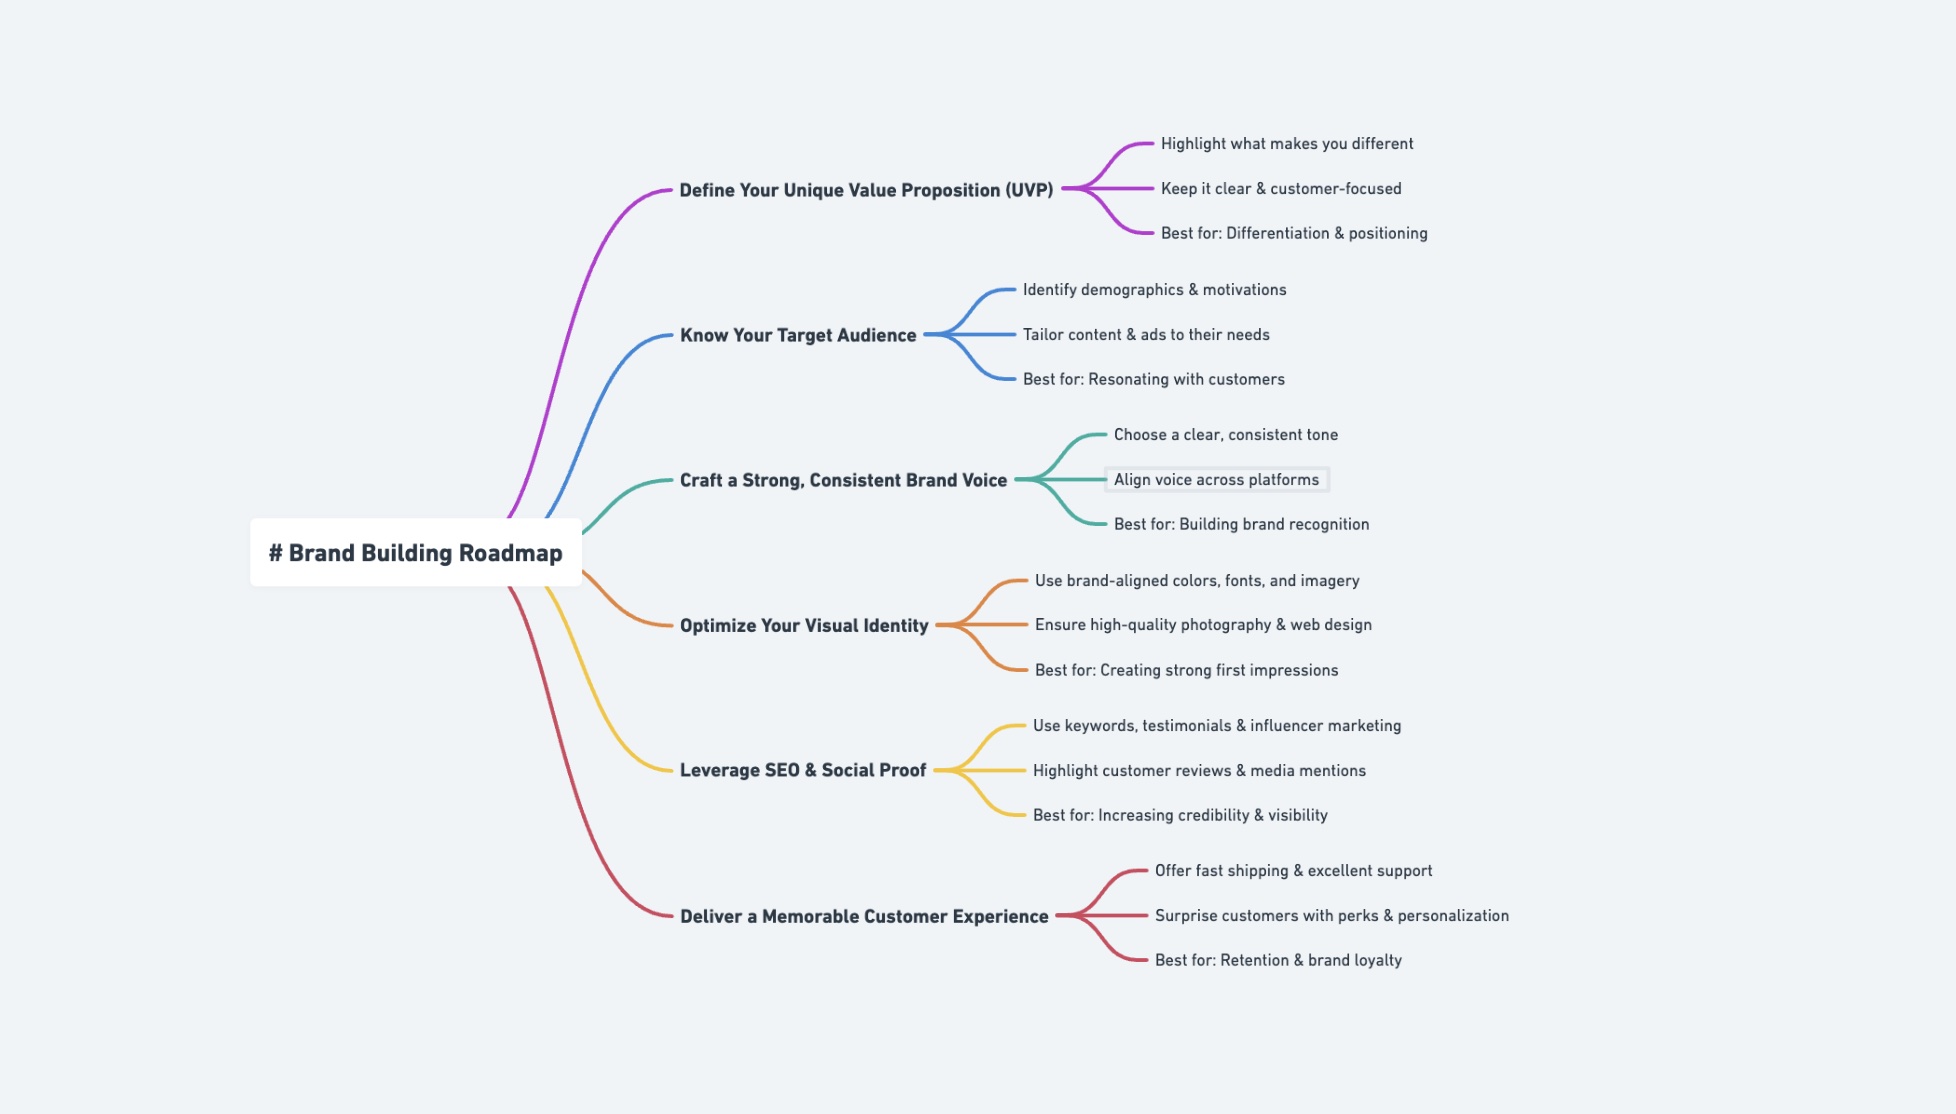 # Brand Building Roadmap
Define Your Unique Value Proposition (UVP)
Highlight what makes you different
Keep it clear & customer-focused
Best for: Differentiation & positioning
Know Your Target Audience
Identify demographics & motivations
Tailor content & ads to their needs
Best for: Resonating with customers
Craft a Strong, Consistent Brand Voice
Choose a clear, consistent tone
Align voice across platforms
Best for: Building brand recognition
Optimize Your Visual Identity
Use brand-aligned colors, fonts, and imagery
Ensure high-quality photography & web design
Best for: Creating strong first impressions
Leverage SEO & Social Proof
Use keywords, testimonials & influencer marketing
Highlight customer reviews & media mentions
Best for: Increasing credibility & visibility
Deliver a Memorable Customer Experience
Offer fast shipping & excellent support
Surprise customers with perks & personalization
Best for: Retention & brand loyalty